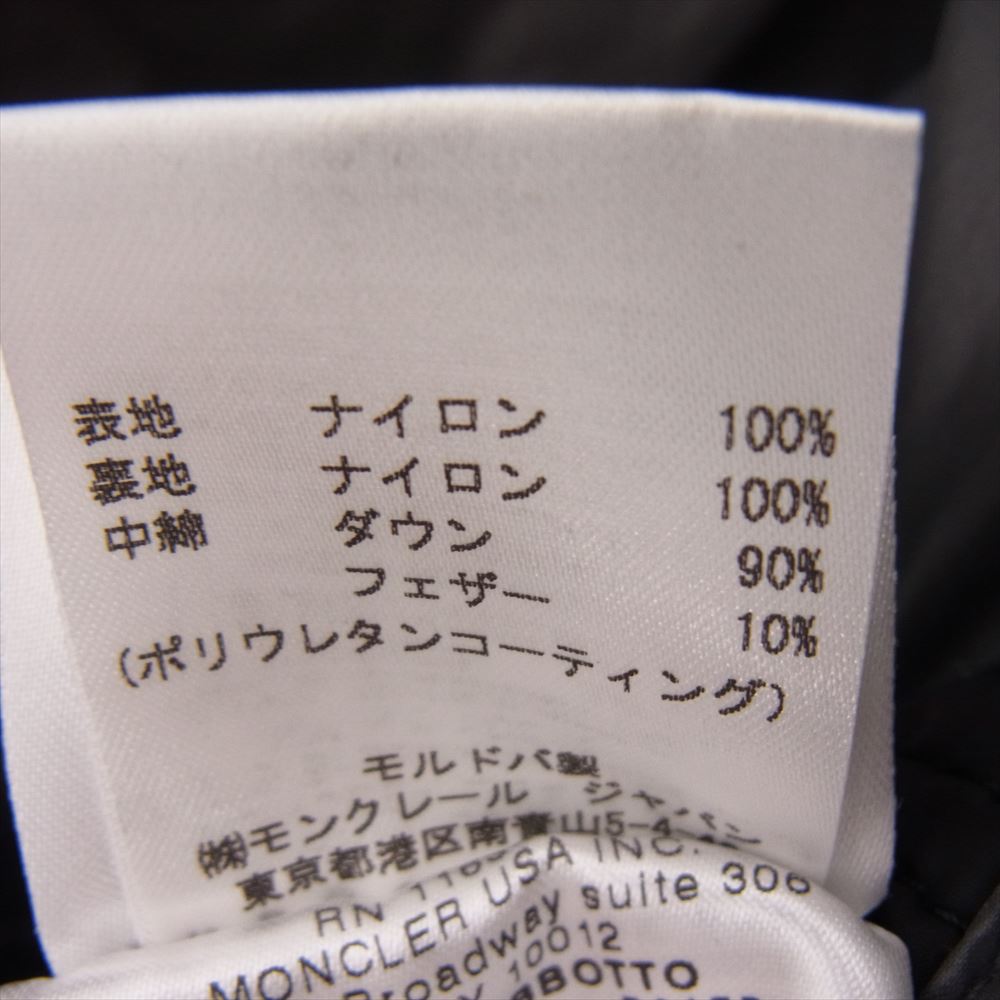 表地 ナイロン 100%
裏地 ナイロン 100%
中綿 ダウン 90%
フェザー 10%
(ポリウレタンコーティング)
モルドバ製
㈱モンクレール ジャパン
東京都港区南青山5-4
RN
MONCLER USA INC.
Broadway suite 306
10012
BOTTO